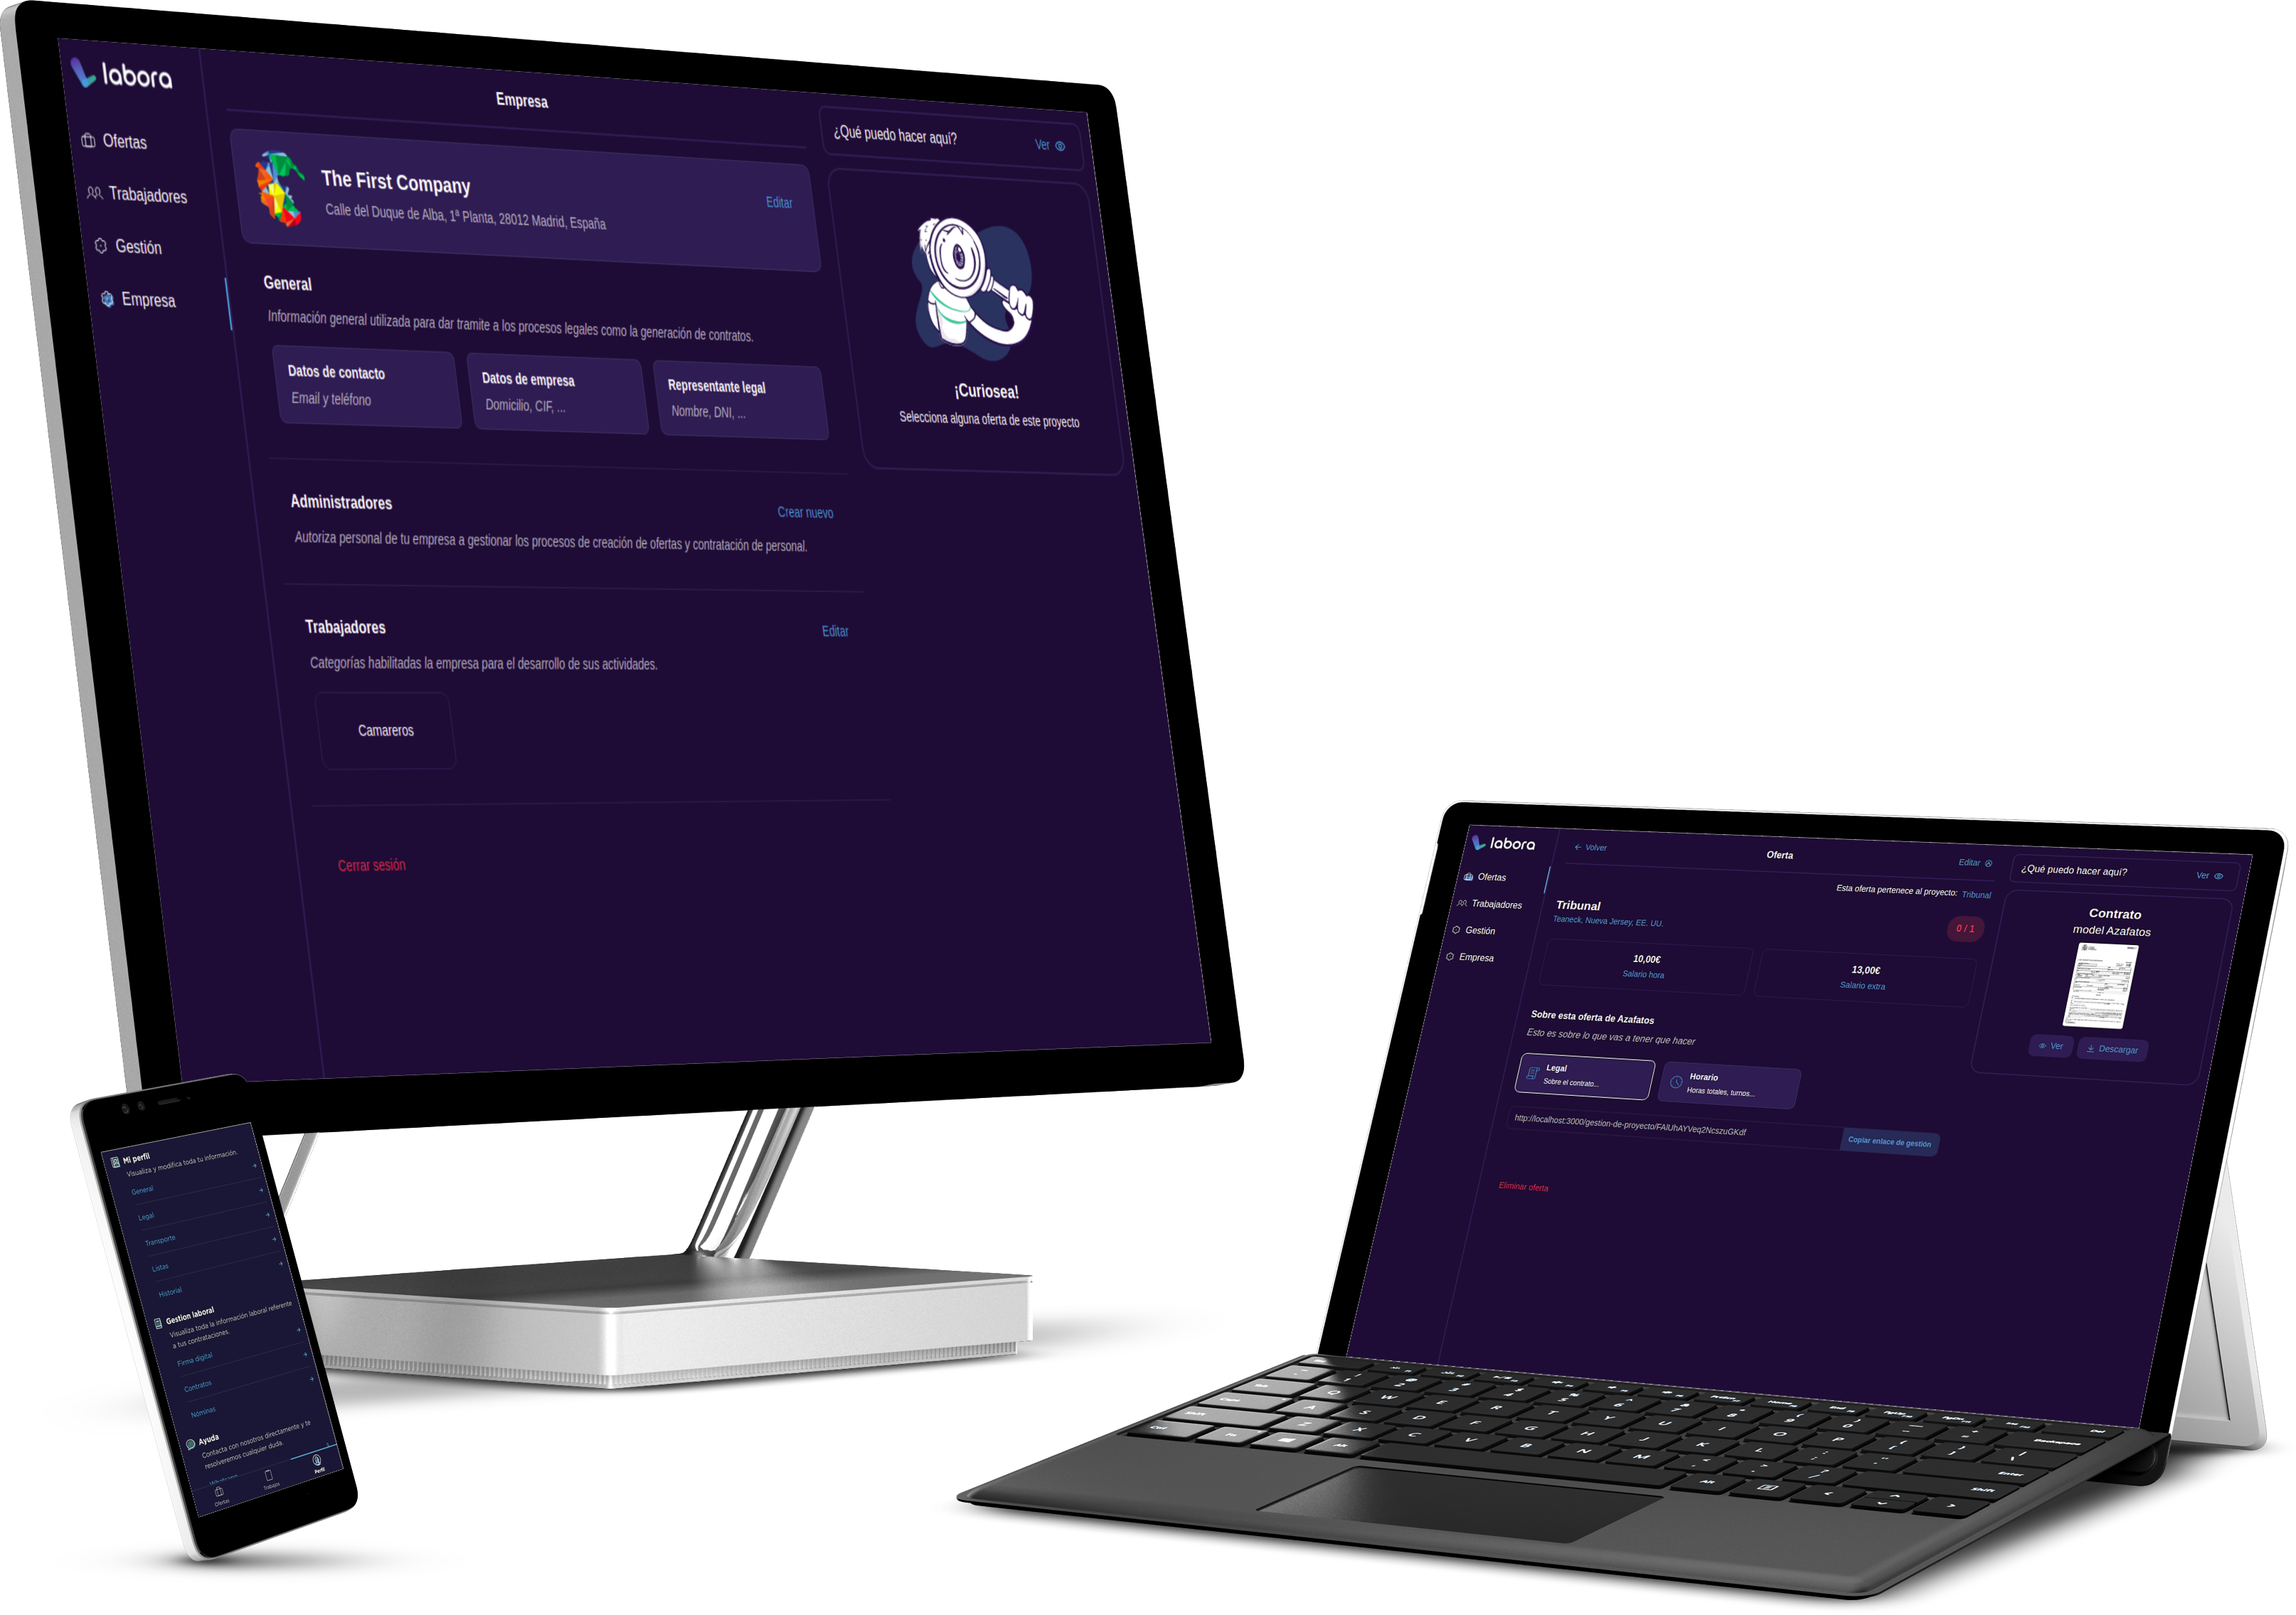 labora
Ofertas
Trabajadores
Gestión
Empresa
Empresa
The First Company
Calle del Duque de Alba, 1ª Planta, 28012 Madrid, España
Editar
General
Información general utilizada para dar tramite a los procesos legales como la generación de contratos.
Datos de contacto
Email y teléfono
Datos de empresa
Domicilio, CIF, ...
Representante legal
Nombre, DNI, ...
Administradores
Crear nuevo
Autoriza personal de tu empresa a gestionar los procesos de creación de ofertas y contratación de personal.
Trabajadores
Editar
Categorías habilitadas la empresa para el desarrollo de sus actividades.
Camareros
Cerrar sesión
¿Qué puedo hacer aquí?
Ver
¡Curiosea!
Selecciona alguna oferta de este proyecto
Mi perfil
Visualiza y modifica toda tu información.
General
Legal
Transporte
Listas
Historial
Gestion laboral
Visualiza toda la información laboral referente
a tus contrataciones.
Firma digital
Contratos
Nóminas
Ayuda
Contacta con nosotros directamente y te
resolveremos cualquier duda.
Ofertas
Trabajos
Perfil
labora
Ofertas
Trabajadores
Gestión
Empresa
Volver
Oferta
Editar
Esta oferta pertenece al proyecto: Tribunal
Tribunal
Teaneck, Nueva Jersey, EE. UU.
0 / 1
10,00€
Salario hora
13,00€
Salario extra
Sobre esta oferta de Azafatos
Esto es sobre lo que vas a tener que hacer
Legal
Sobre el contrato...
Horario
Horas totales, turnos...
http://localhost:3000/gestion-de-proyecto/FAlUhAYVeq2NcszuGKdf
Copiar enlace de gestión
Eliminar oferta
¿Qué puedo hacer aquí?
Ver
Contrato
model Azafatos
Ver
Descargar